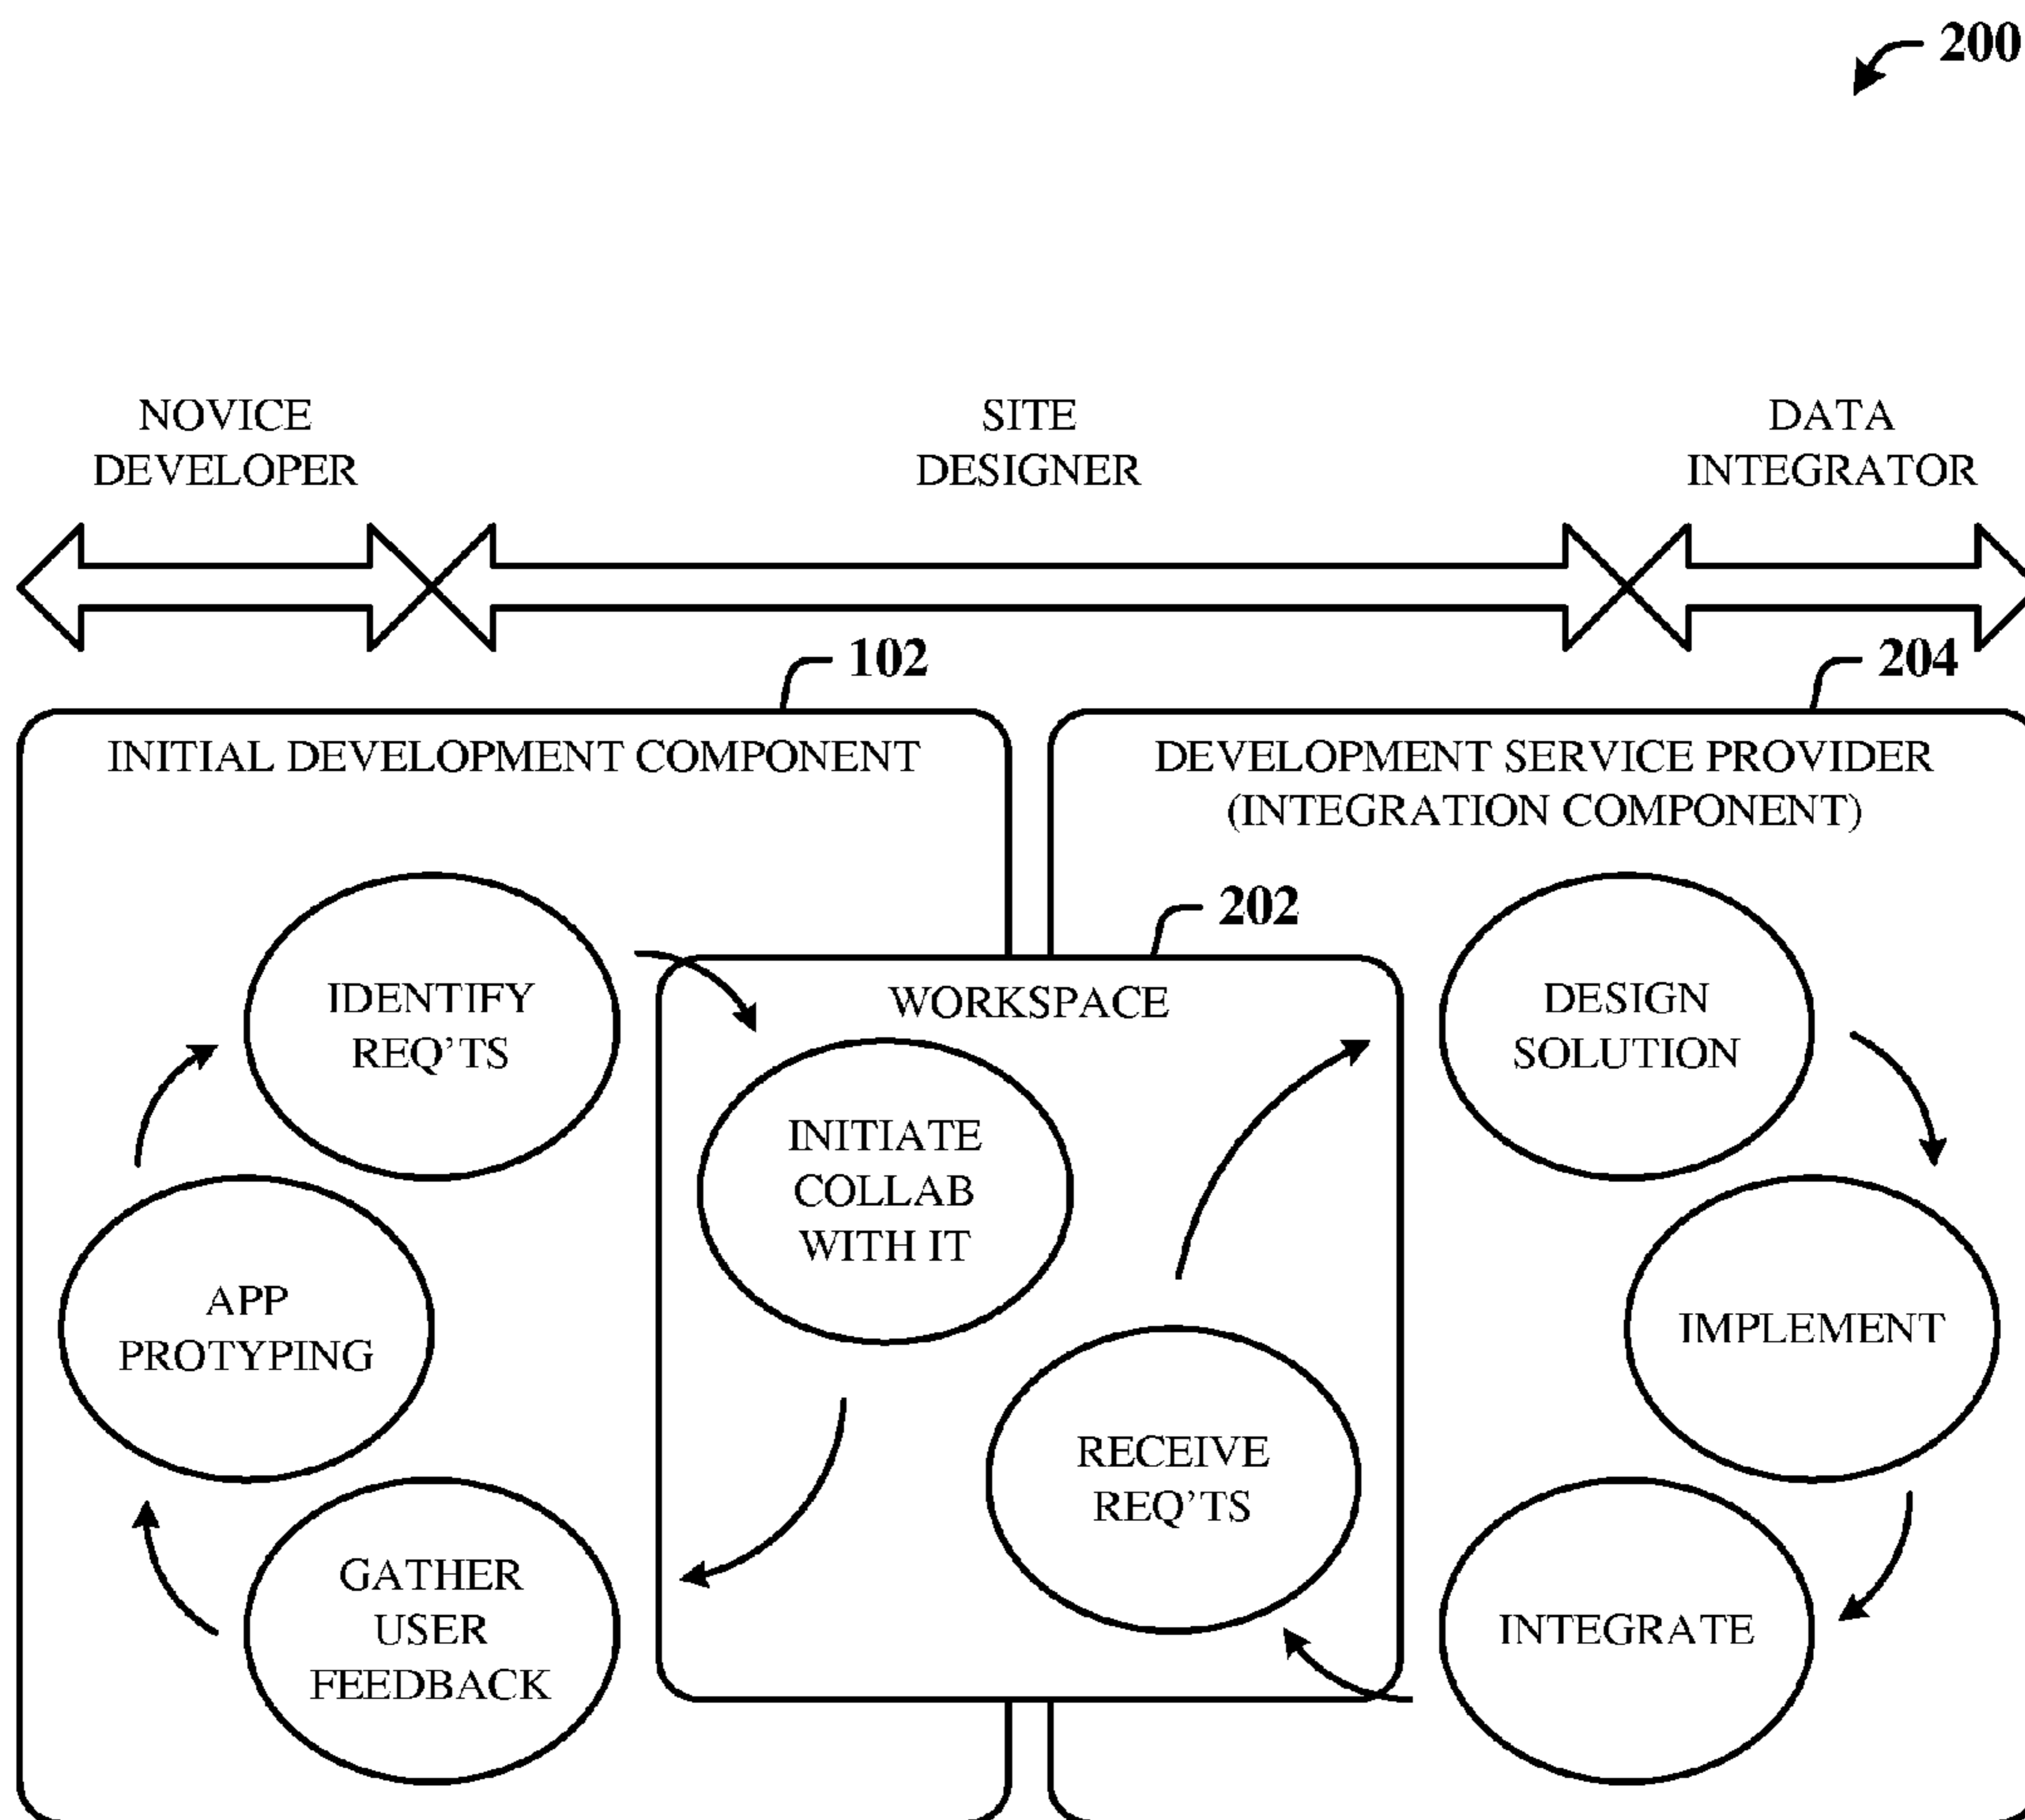 200
NOVICE
DEVELOPER
SITE
DESIGNER
DATA
INTEGRATOR
102
204
INITIAL DEVELOPMENT COMPONENT
DEVELOPMENT SERVICE PROVIDER
(INTEGRATION COMPONENT)
202
WORKSPACE
IDENTIFY
REQ'TS
INITIATE
COLLAB
WITH IT
DESIGN
SOLUTION
APP
PROTYPING
IMPLEMENT
RECEIVE
REQ'TS
GATHER
USER
FEEDBACK
INTEGRATE